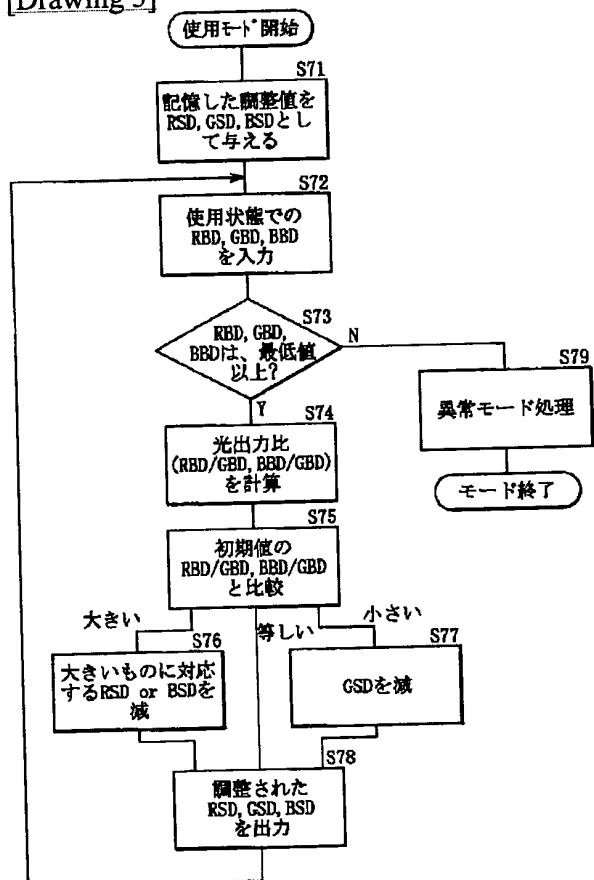 [Drawing 5]
使用モード開始
S71
記憶した調整値を
RSD, GSD, BSDとし
て与える
S72
使用状態での
RBD, GBD, BBD
を入力
S73
RBD, GBD,
BBDは、最低値
以上?
N
Y
S79
異常モード処理
モード終了
S74
光出力比
(RBD/GBD, BBD/GBD)
を計算
S75
初期値の
RBD/GBD, BBD/GBD
と比較
大きい
等しい
小さい
S76
大きいものに対応
するRSD or BSDを
減
S77
GSDを減
S78
調整された
RSD, GSD, BSD
を出力